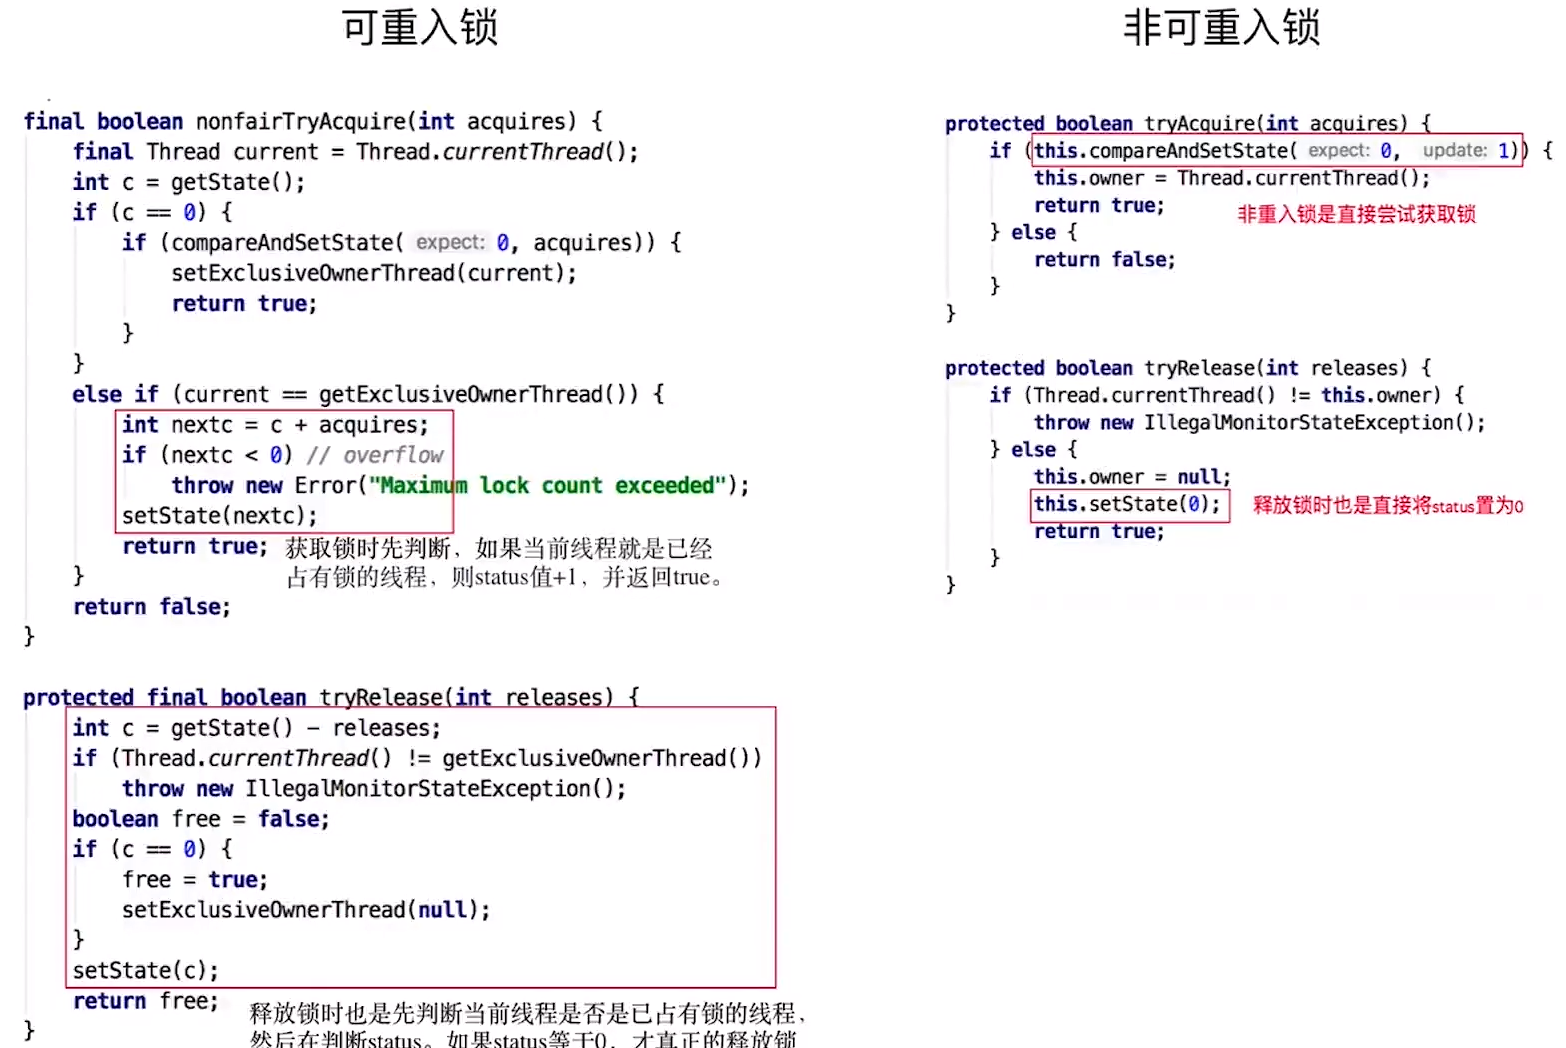 可重入锁
final boolean nonfairTryAcquire(int acquires) {
final Thread current = Thread.currentThread();
int c = getState();
if (c == 0) {
if (compareAndSetState( expect: 0, acquires)) {
setExclusiveOwnerThread(current);
return true;
}
}
else if (current == getExclusiveOwnerThread()) {
int nextc = c + acquires;
if (nextc < 0) // overflow
throw new Error("Maximum lock count exceeded");
setState(nextc);
return true;
获取锁时先判断，如果当前线程就是已经
占有锁的线程，则status值+1，并返回true。
}
return false;
}
protected final boolean tryRelease(int releases) {
int c = getState() - releases;
if (Thread.currentThread() != getExclusiveOwnerThread())
throw new IllegalMonitorStateException();
boolean free = false;
if (c == 0) {
free = true;
setExclusiveOwnerThread(null);
}
setState(c);
return free;
}
释放锁时也是先判断当前线程是否是已占有锁的线程，
然后在判断status。如果status等于0，才真正的释放锁
非可重入锁
protected boolean tryAcquire(int acquires) {
if (this.compareAndSetState( expect: 0, update: 1)) {
this.owner = Thread.currentThread();
return true;
非重入锁是直接尝试获取锁
} else {
return false;
}
}
protected boolean tryRelease(int releases) {
if (Thread.currentThread() != this.owner) {
throw new IllegalMonitorStateException();
} else {
this.owner = null;
this.setState(0);
释放锁时也是直接将status置为0
return true;
}
}